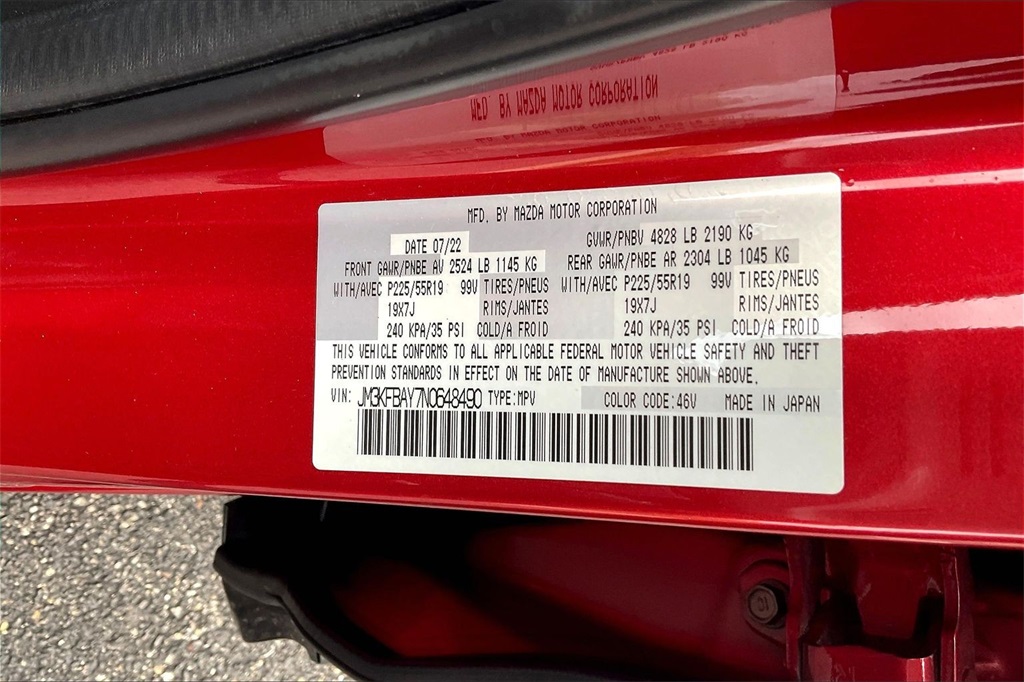 MFD. BY MAZDA MOTOR CORPORATION
DATE 07/22 GVWR/PNBV 4828 LB 2190 KG
FRONT GAWR/PNBE AV 2524 LB 1145 KG REAR GAWR/PNBE AR 2304 LB 1045 KG
WITH/AVEC P225/55R19 99V TIRES/PNEUS WITH/AVEC P225/55R19 99V TIRES/PNEUS
19X7J RIMS/JANTES 19X7J RIMS/JANTES
240 KPA/35 PSI COLD/A FROID 240 KPA/35 PSI COLD/A FROID
THIS VEHICLE CONFORMS TO ALL APPLICABLE FEDERAL MOTOR VEHICLE SAFETY AND THEFT
PREVENTION STANDARDS IN EFFECT ON THE DATE OF MANUFACTURE SHOWN ABOVE.
VIN: JM3KFBAY7N0648490 TYPE:MPV COLOR CODE:46V MADE IN JAPAN